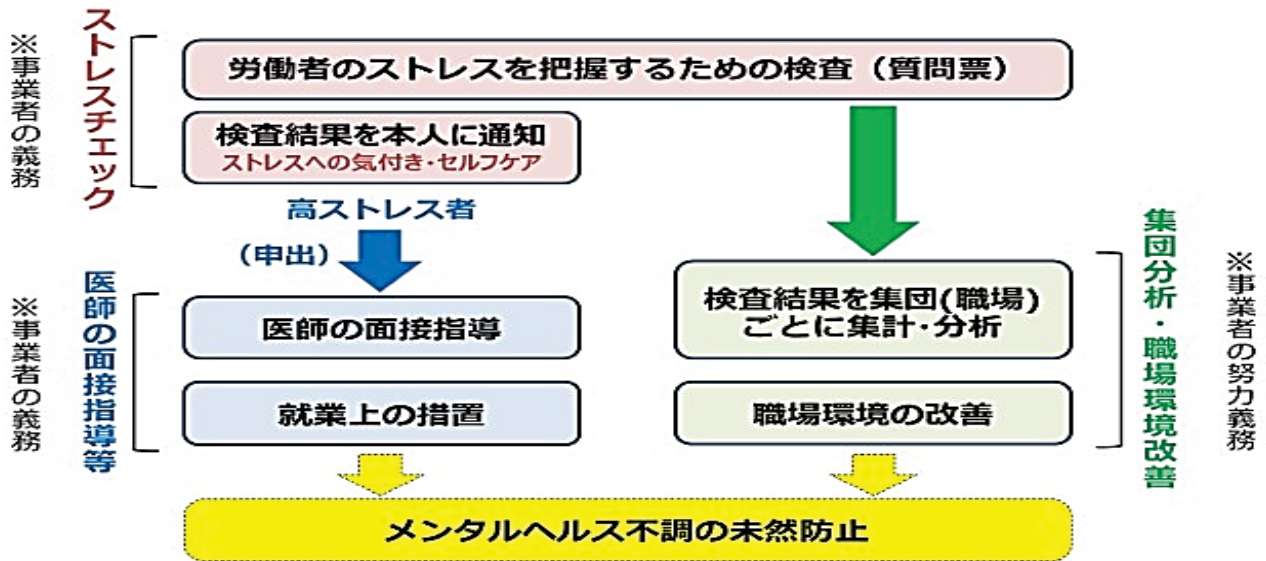 ※事業者の義務
ストレスチェック
労働者のストレスを把握するための検査（質問票）
検査結果を本人に通知
ストレスへの気付き・セルフケア
高ストレス者
（申出）
※事業者の義務
医師の面接指導等
医師の面接指導
就業上の措置
検査結果を集団(職場)
ごとに集計・分析
職場環境の改善
集団分析・職場環境改善
※事業者の努力義務
メンタルヘルス不調の未然防止